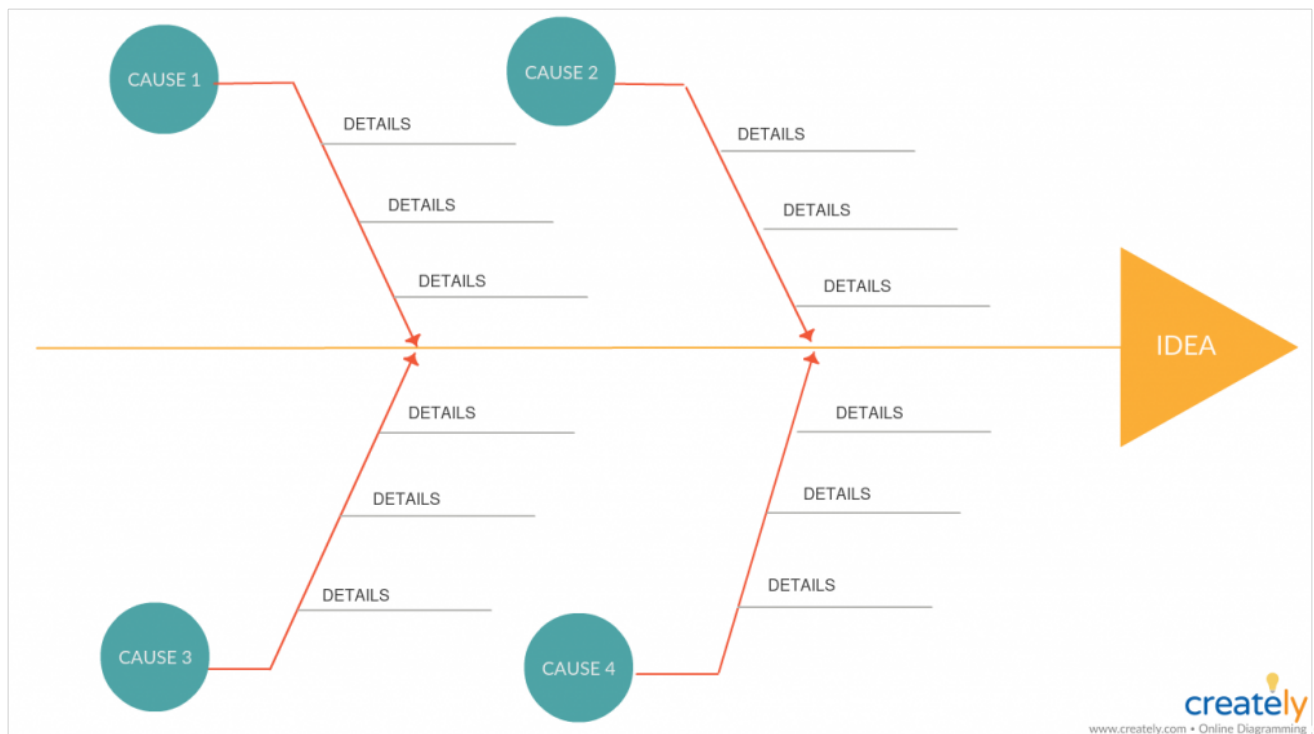 CAUSE 1
CAUSE 2
DETAILS
DETAILS
DETAILS
DETAILS
DETAILS
DETAILS
IDEA
DETAILS
DETAILS
DETAILS
DETAILS
DETAILS
DETAILS
CAUSE 3
CAUSE 4
creately
www.creately.com • Online Diagramming